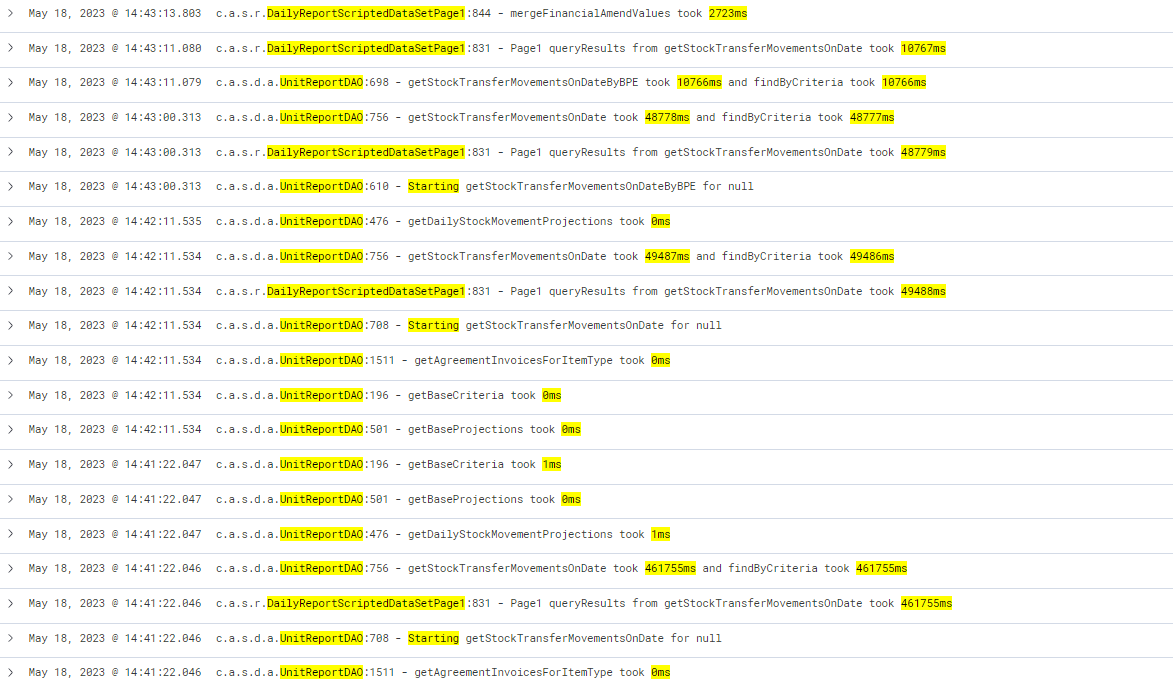 May 18, 2023 @ 14:43:13.803 c.a.s.r.DailyReportScriptedDataSetPage1:844 - mergeFinancialAmendValues took 2723ms
May 18, 2023 @ 14:43:11.080 c.a.s.r.DailyReportScriptedDataSetPage1:831 - Page1 queryResults from getStockTransferMovementsOnDate took 10767ms
May 18, 2023 @ 14:43:11.079 c.a.s.d.a.UnitReportDAO:698 - getStockTransferMovementsOnDateByBPE took 10766ms and findByCriteria took 10766ms
May 18, 2023 @ 14:43:00.313 c.a.s.d.a.UnitReportDAO:756 - getStockTransferMovementsOnDate took 48778ms and findByCriteria took 48777ms
May 18, 2023 @ 14:43:00.313 c.a.s.r.DailyReportScriptedDataSetPage1:831 - Page1 queryResults from getStockTransferMovementsOnDate took 48779ms
May 18, 2023 @ 14:43:00.313 c.a.s.d.a.UnitReportDAO:610 - Starting getStockTransferMovementsOnDateByBPE for null
May 18, 2023 @ 14:42:11.535 c.a.s.d.a.UnitReportDAO:476 - getDailyStockMovementProjections took 0ms
May 18, 2023 @ 14:42:11.534 c.a.s.d.a.UnitReportDAO:756 - getStockTransferMovementsOnDate took 49487ms and findByCriteria took 49486ms
May 18, 2023 @ 14:42:11.534 c.a.s.r.DailyReportScriptedDataSetPage1:831 - Page1 queryResults from getStockTransferMovementsOnDate took 49488ms
May 18, 2023 @ 14:42:11.534 c.a.s.d.a.UnitReportDAO:708 - Starting getStockTransferMovementsOnDate for null
May 18, 2023 @ 14:42:11.534 c.a.s.d.a.UnitReportDAO:1511 - getAgreementInvoicesForItemType took 0ms
May 18, 2023 @ 14:42:11.534 c.a.s.d.a.UnitReportDAO:196 - getBaseCriteria took 0ms
May 18, 2023 @ 14:42:11.534 c.a.s.d.a.UnitReportDAO:501 - getBaseProjections took 0ms
May 18, 2023 @ 14:41:22.047 c.a.s.d.a.UnitReportDAO:196 - getBaseCriteria took 1ms
May 18, 2023 @ 14:41:22.047 c.a.s.d.a.UnitReportDAO:501 - getBaseProjections took 0ms
May 18, 2023 @ 14:41:22.047 c.a.s.d.a.UnitReportDAO:476 - getDailyStockMovementProjections took 1ms
May 18, 2023 @ 14:41:22.046 c.a.s.d.a.UnitReportDAO:756 - getStockTransferMovementsOnDate took 461755ms and findByCriteria took 461755ms
May 18, 2023 @ 14:41:22.046 c.a.s.r.DailyReportScriptedDataSetPage1:831 - Page1 queryResults from getStockTransferMovementsOnDate took 461755ms
May 18, 2023 @ 14:41:22.046 c.a.s.d.a.UnitReportDAO:708 - Starting getStockTransferMovementsOnDate for null
May 18, 2023 @ 14:41:22.046 c.a.s.d.a.UnitReportDAO:1511 - getAgreementInvoicesForItemType took 0ms